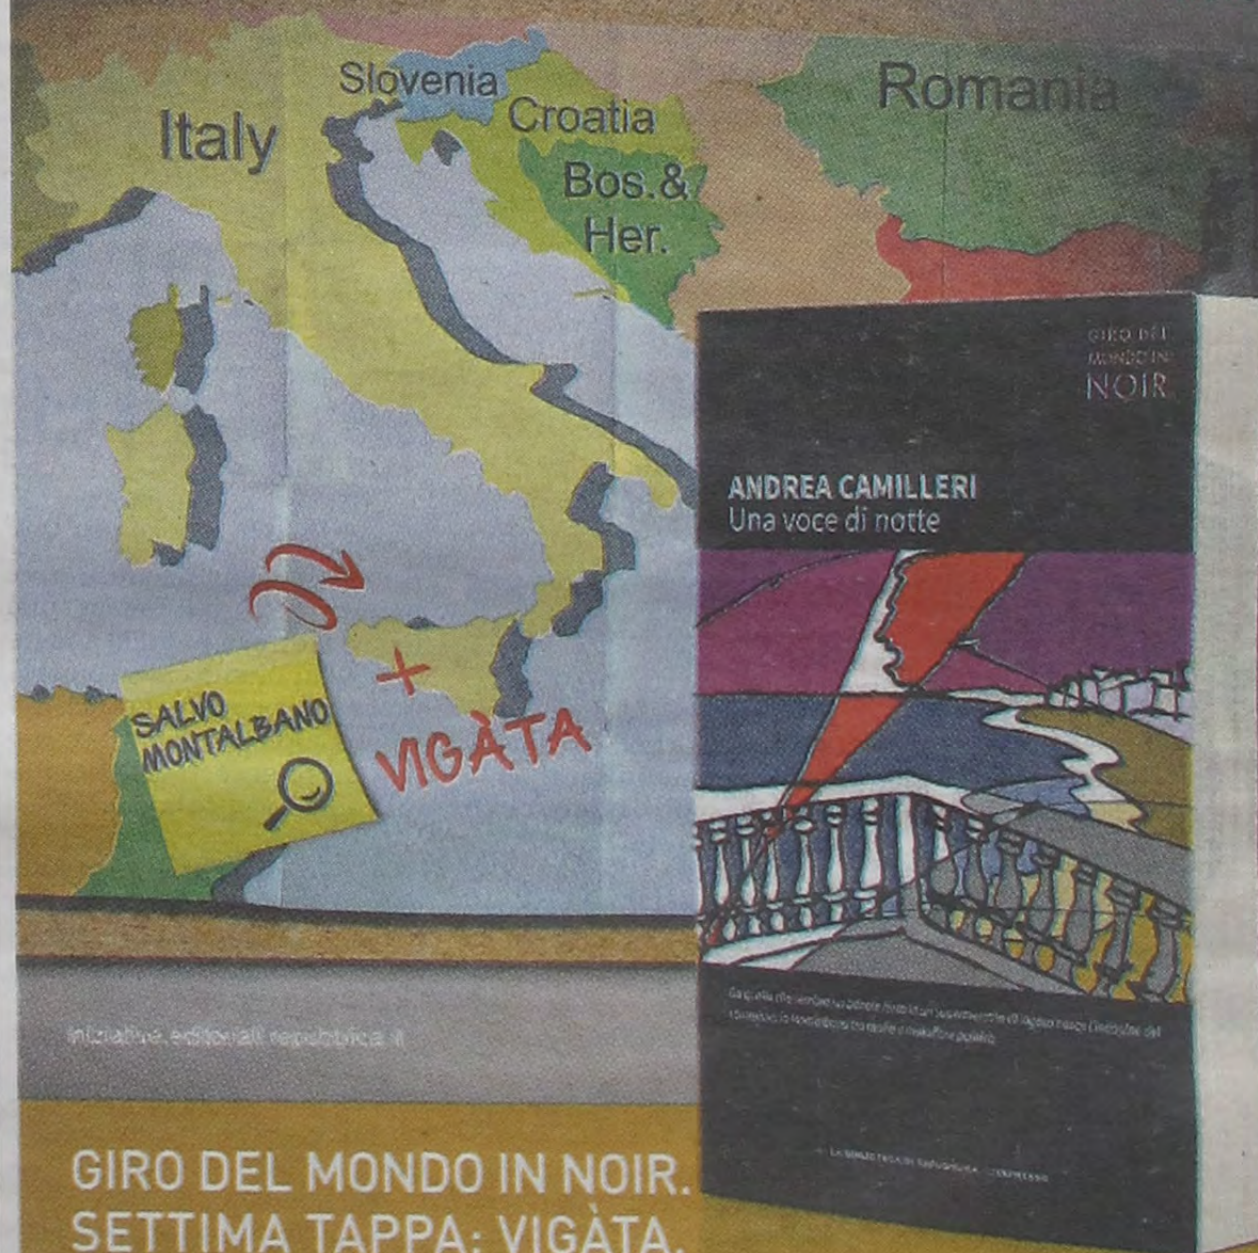 Slovenia
Croatia
Romania
Italy
Bos.&
Her.
GIRO DEL
MONDO IN
NOIR
ANDREA CAMILLERI
Una voce di notte
SALVO
MONTALBANO
VIGÀTA
iniziative editoriali repubblica it
GIRO DEL MONDO IN NOIR.
SETTIMA TAPPA: VIGÀTA.